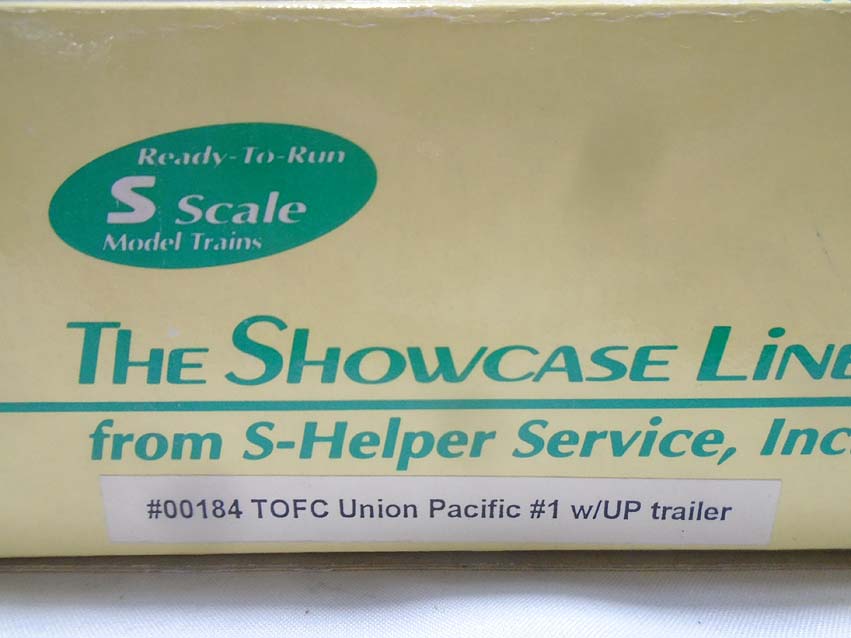 Ready-To-Run
S Scale
Model Trains
THE SHOWCASE LiNE
from S-Helper Service, Inc.
#00184 TOFC Union Pacific #1 w/UP trailer